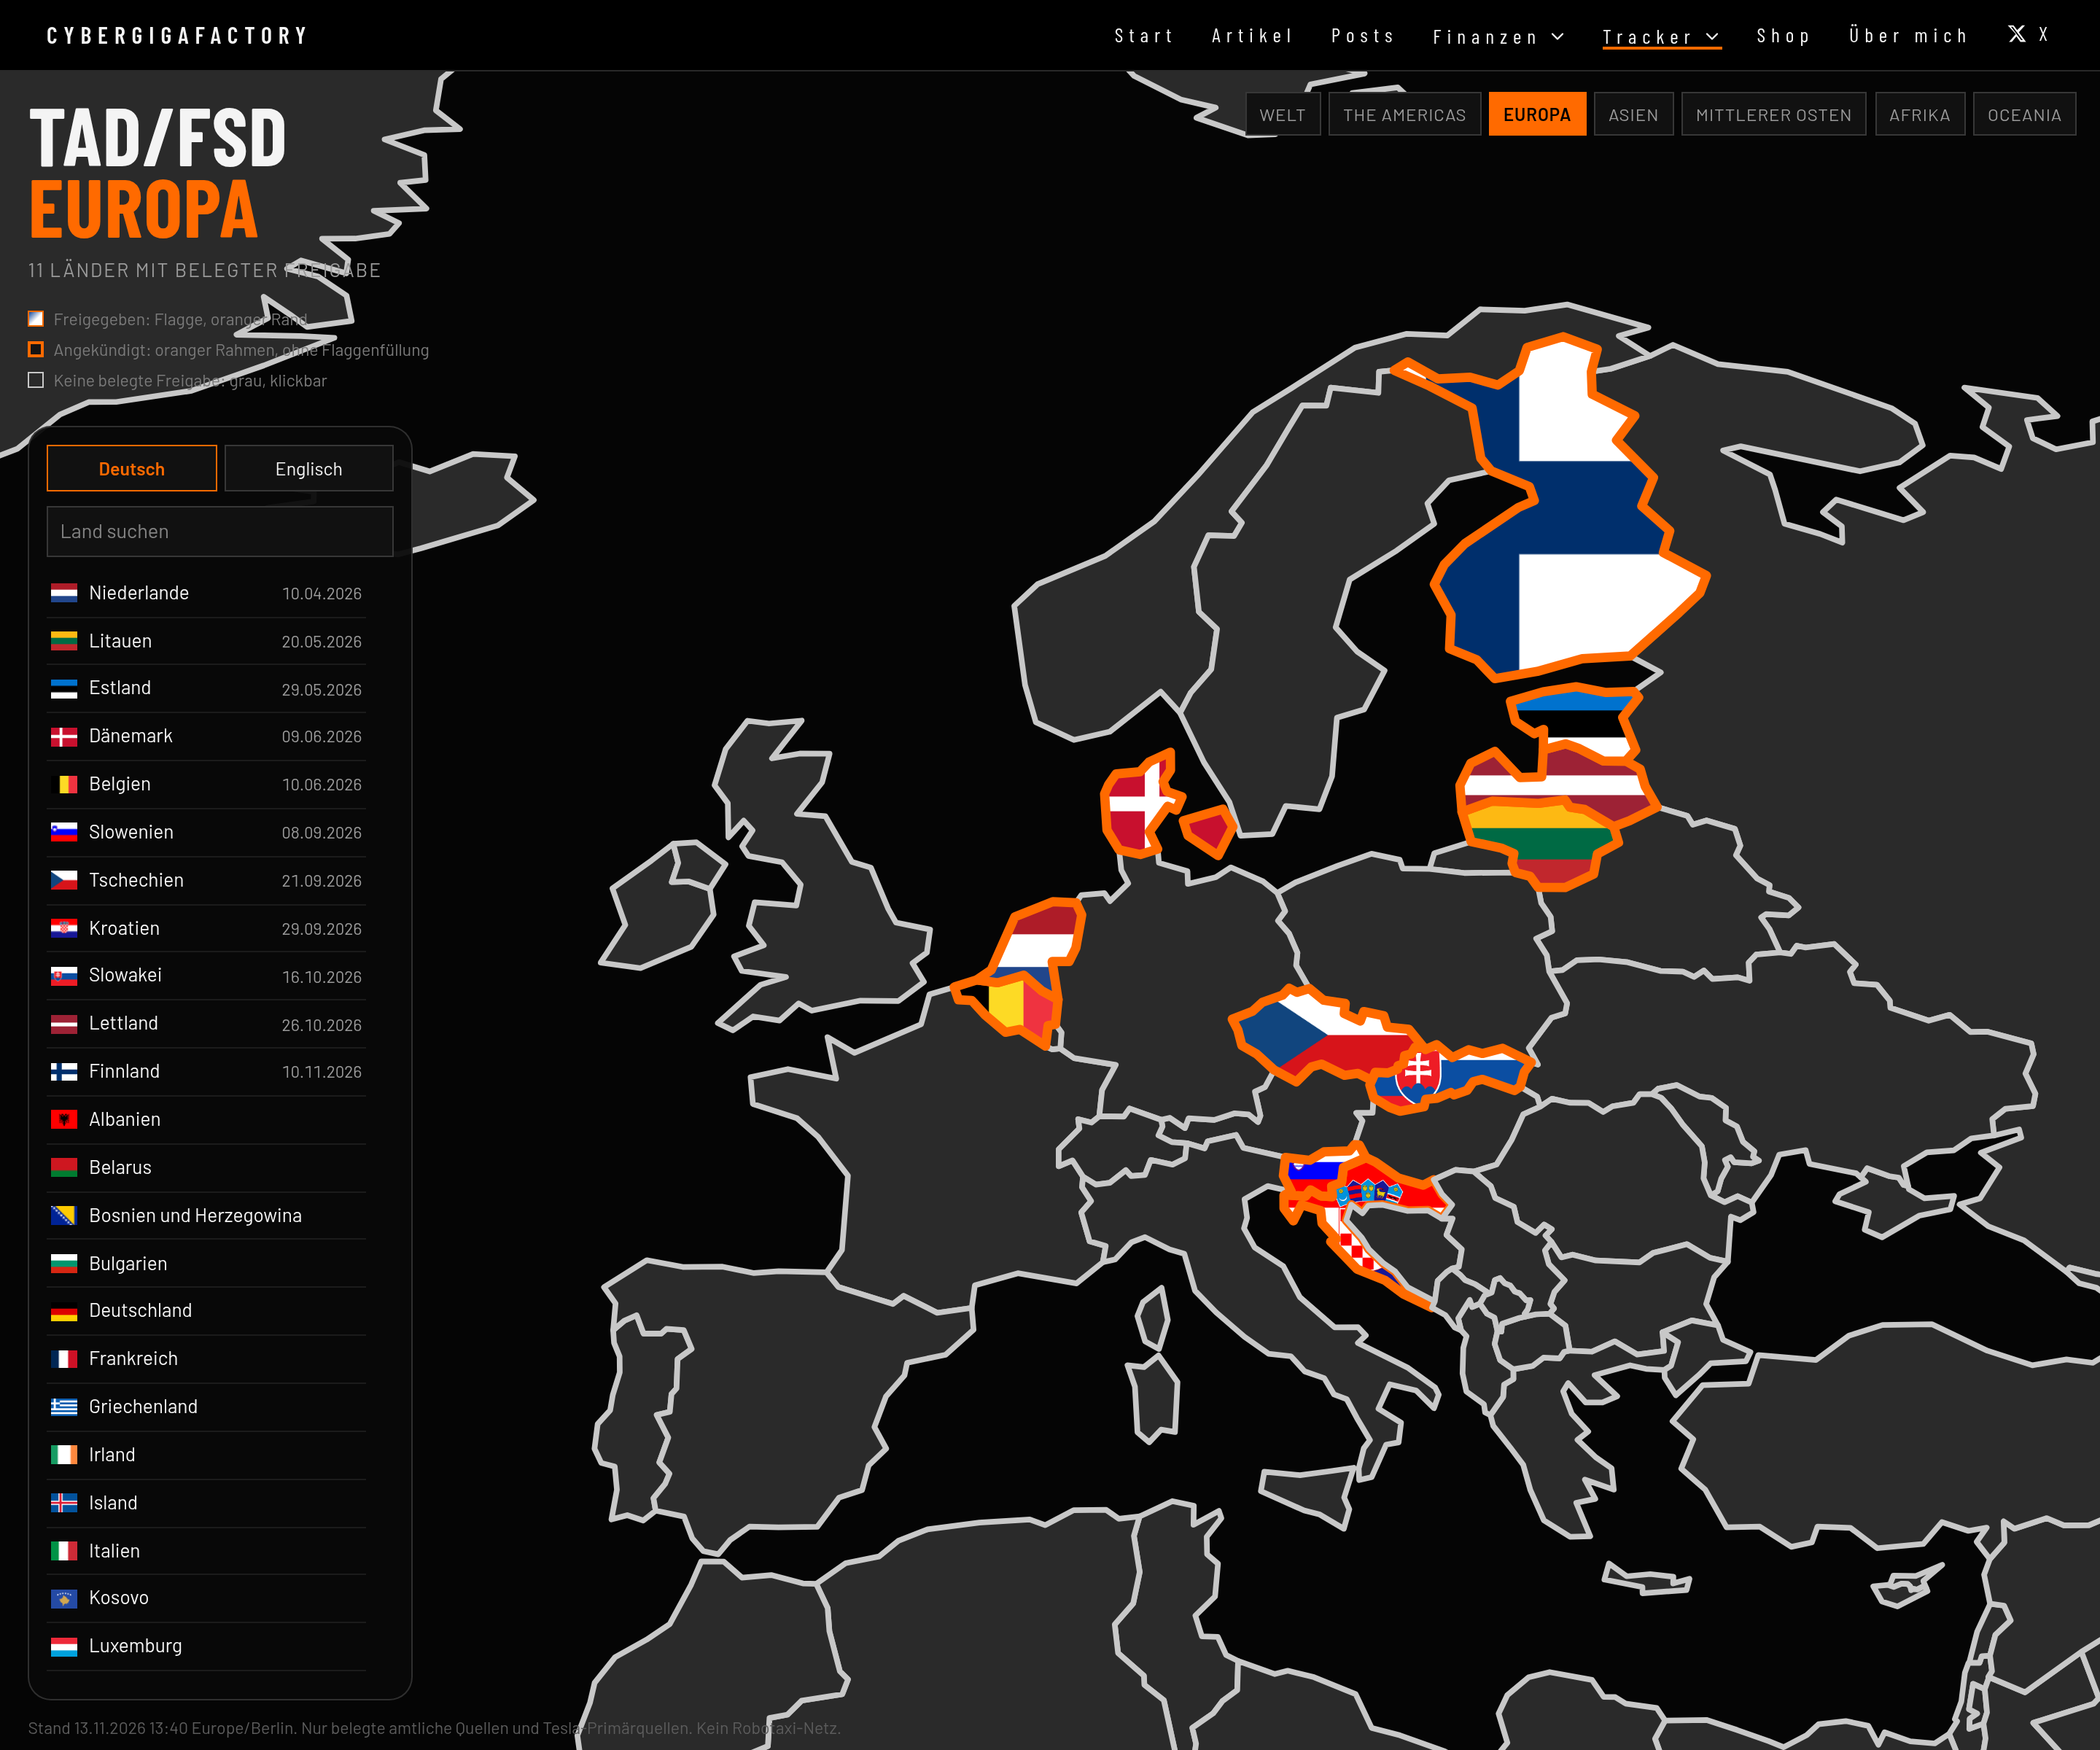 CYBERGIGAFACTORY
Start Artikel Posts Finanzen Tracker Shop Über mich X
WELT THE AMERICAS EUROPA ASIEN MITTLERER OSTEN AFRIKA OCEANIA
TAD/FSD
EUROPA
11 LÄNDER MIT BELEGTER FREIGABE
Freigegeben: Flagge, oranger Rand
Angekündigt: oranger Rahmen, ohne Flaggenfüllung
Keine belegte Freigabe: grau, klickbar
Deutsch Englisch
Land suchen
Niederlande 10.04.2026
Litauen 20.05.2026
Estland 29.05.2026
Dänemark 09.06.2026
Belgien 10.06.2026
Slowenien 08.09.2026
Tschechien 21.09.2026
Kroatien 29.09.2026
Slowakei 16.10.2026
Lettland 26.10.2026
Finnland 10.11.2026
Albanien
Belarus
Bosnien und Herzegowina
Bulgarien
Deutschland
Frankreich
Griechenland
Irland
Island
Italien
Kosovo
Luxemburg
Stand 13.11.2026 13:40 Europe/Berlin. Nur belegte amtliche Quellen und Tesla-Primärquellen. Kein Robotaxi-Netz.